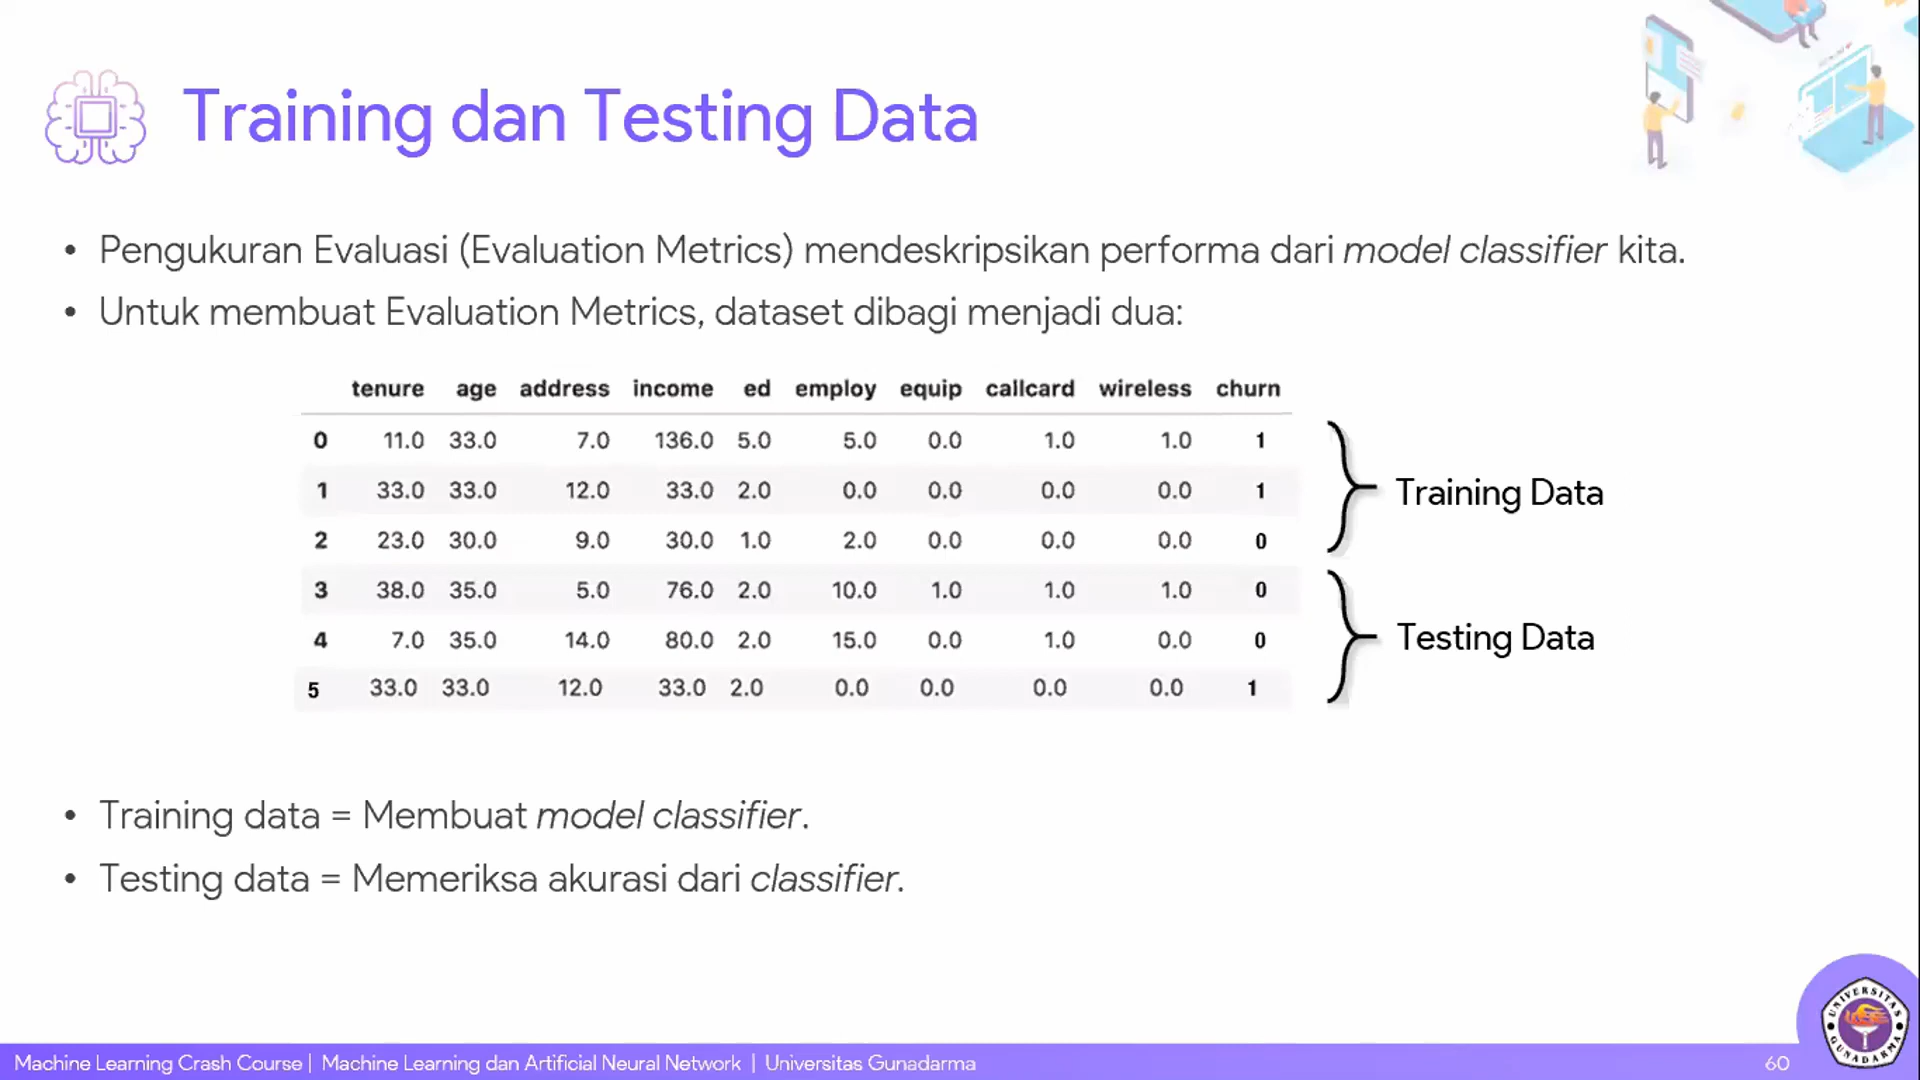 Training dan Testing Data
• Pengukuran Evaluasi (Evaluation Metrics) mendeskripsikan performa dari model classifier kita.
• Untuk membuat Evaluation Metrics, dataset dibagi menjadi dua:
tenure age address income ed employ equip callcard wireless churn
0 11.0 33.0 7.0 136.0 5.0 5.0 0.0 1.0 1.0 1
1 33.0 33.0 12.0 33.0 2.0 0.0 0.0 0.0 0.0 1
2 23.0 30.0 9.0 30.0 1.0 2.0 0.0 0.0 0.0 0
Training Data
3 38.0 35.0 5.0 76.0 2.0 10.0 1.0 1.0 1.0 0
4 7.0 35.0 14.0 80.0 2.0 15.0 0.0 1.0 0.0 0
5 33.0 33.0 12.0 33.0 2.0 0.0 0.0 0.0 0.0 1
Testing Data
• Training data = Membuat model classifier.
• Testing data = Memeriksa akurasi dari classifier.
UNIVERSITAS GUNADARMA
Machine Learning Crash Course | Machine Learning dan Artificial Neural Network | Universitas Gunadarma
60